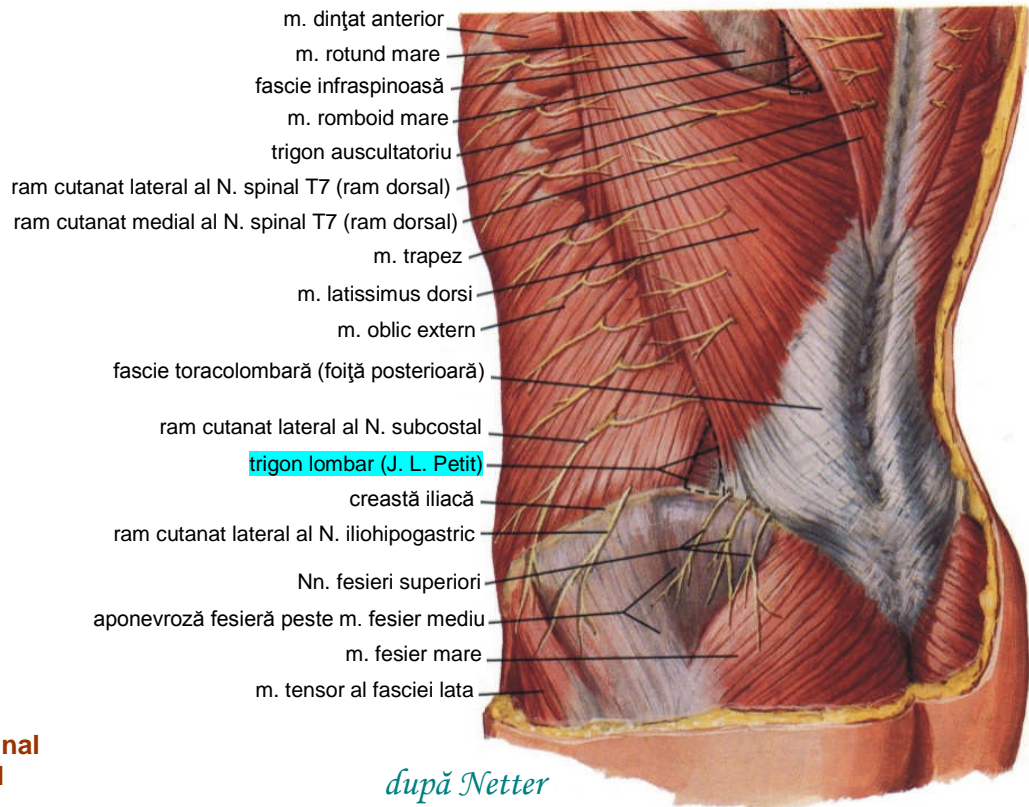 m. dinţat anterior
m. rotund mare
fascie infraspinoasă
m. romboid mare
trigon auscultatoriu
ram cutanat lateral al N. spinal T7 (ram dorsal)
ram cutanat medial al N. spinal T7 (ram dorsal)
m. trapez
m. latissimus dorsi
m. oblic extern
fascie toracolombară (foiţă posterioară)
ram cutanat lateral al N. subcostal
trigon lombar (J. L. Petit)
creastă iliacă
ram cutanat lateral al N. iliohipogastric
Nn. fesieri superiori
aponevroză fesieră peste m. fesier mediu
m. fesier mare
m. tensor al fasciei lata
nal
după Netter